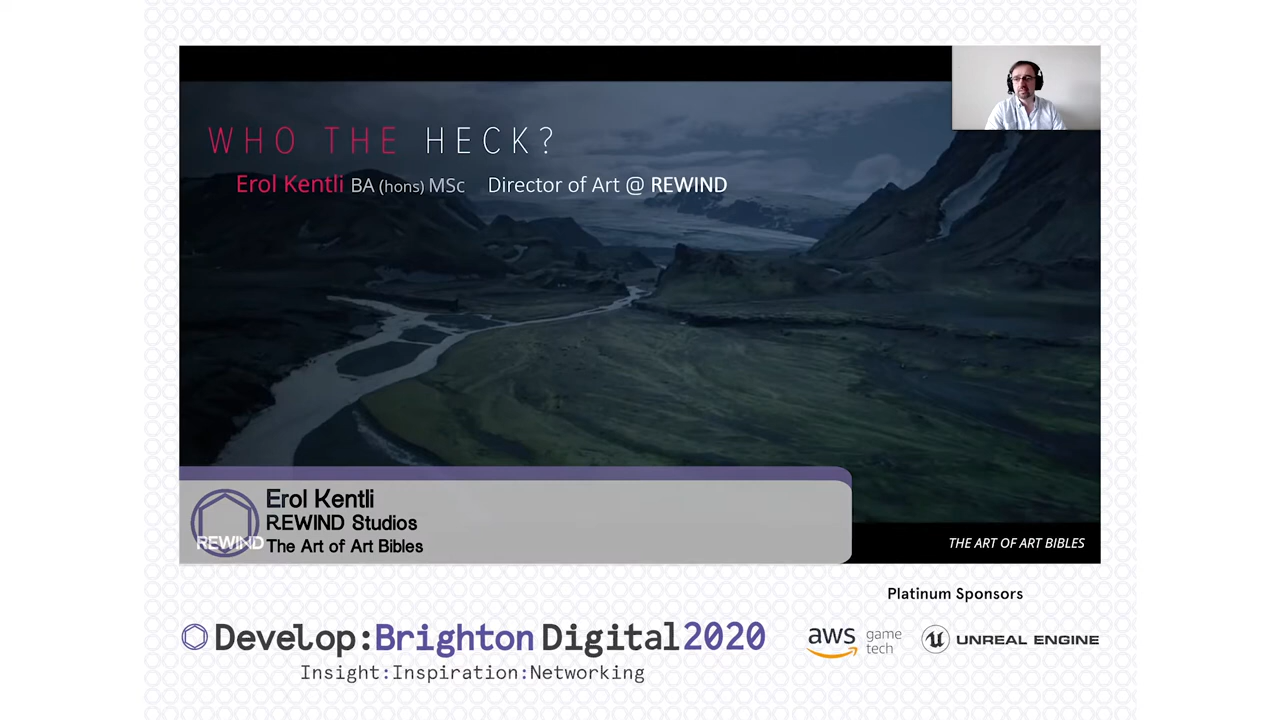 WHO THE HECK?
Erol Kentli BA (hons) MSc Director of Art @ REWIND
Erol Kentli
REWIND Studios
The Art of Art Bibles
REWIND
THE ART OF ART BIBLES
Platinum Sponsors
Develop:Brighton Digital 2020
Insight:Inspiration:Networking
aws game tech
UNREAL ENGINE